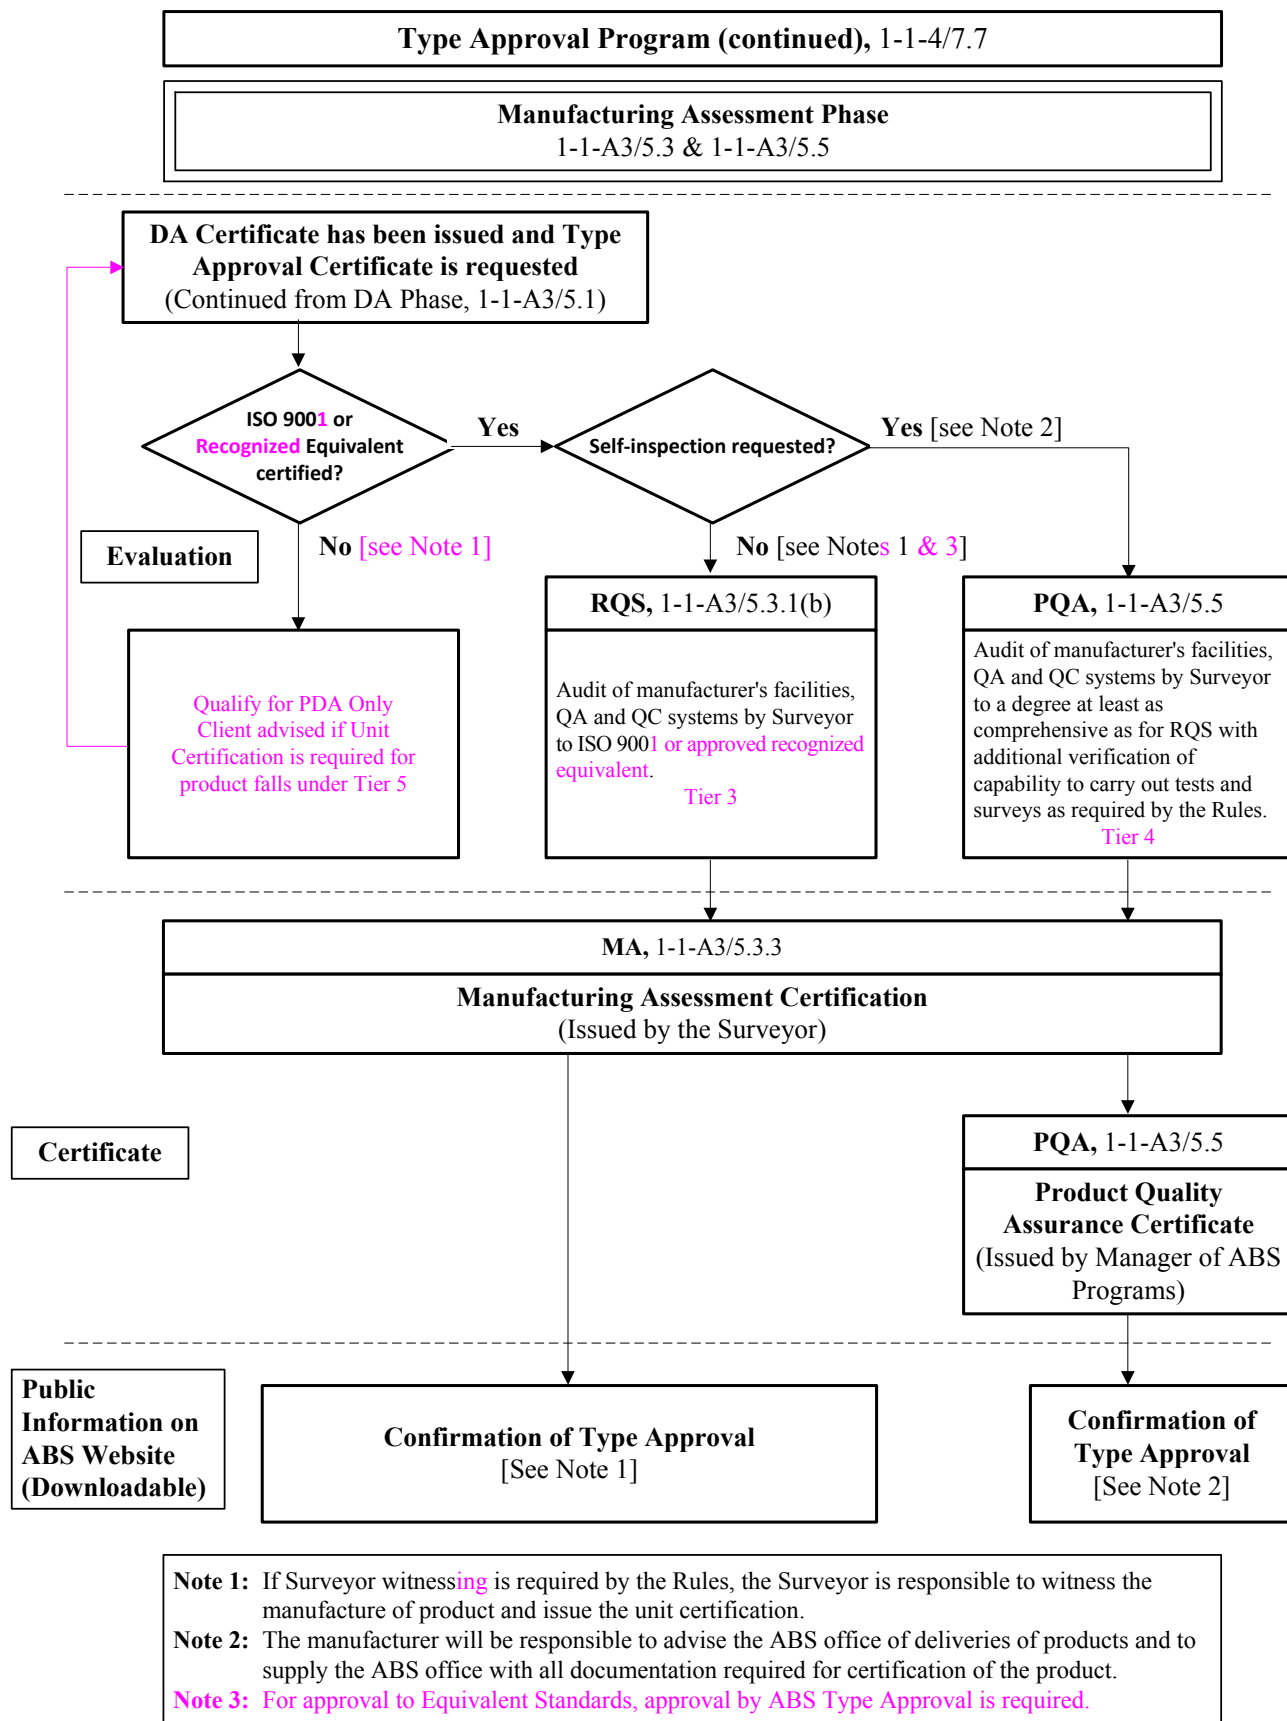 Type Approval Program (continued), 1-1-4/7.7
Manufacturing Assessment Phase
1-1-A3/5.3 & 1-1-A3/5.5
DA Certificate has been issued and Type
Approval Certificate is requested
(Continued from DA Phase, 1-1-A3/5.1)
ISO 9001 or
Recognized Equivalent
certified?
Yes
Self-inspection requested?
Yes [see Note 2]
Evaluation
No [see Note 1]
No [see Notes 1 & 3]
Qualify for PDA Only
Client advised if Unit
Certification is required for
product falls under Tier 5
RQS, 1-1-A3/5.3.1(b)
Audit of manufacturer's facilities,
QA and QC systems by Surveyor
to ISO 9001 or approved recognized
equivalent.
Tier 3
PQA, 1-1-A3/5.5
Audit of manufacturer's facilities,
QA and QC systems by Surveyor
to a degree at least as
comprehensive as for RQS with
additional verification of
capability to carry out tests and
surveys as required by the Rules.
Tier 4
MA, 1-1-A3/5.3.3
Manufacturing Assessment Certification
(Issued by the Surveyor)
Certificate
PQA, 1-1-A3/5.5
Product Quality
Assurance Certificate
(Issued by Manager of ABS
Programs)
Public
Information on
ABS Website
(Downloadable)
Confirmation of Type Approval
[See Note 1]
Confirmation of
Type Approval
[See Note 2]
Note 1: If Surveyor witnessing is required by the Rules, the Surveyor is responsible to witness the
manufacture of product and issue the unit certification.
Note 2: The manufacturer will be responsible to advise the ABS office of deliveries of products and to
supply the ABS office with all documentation required for certification of the product.
Note 3: For approval to Equivalent Standards, approval by ABS Type Approval is required.